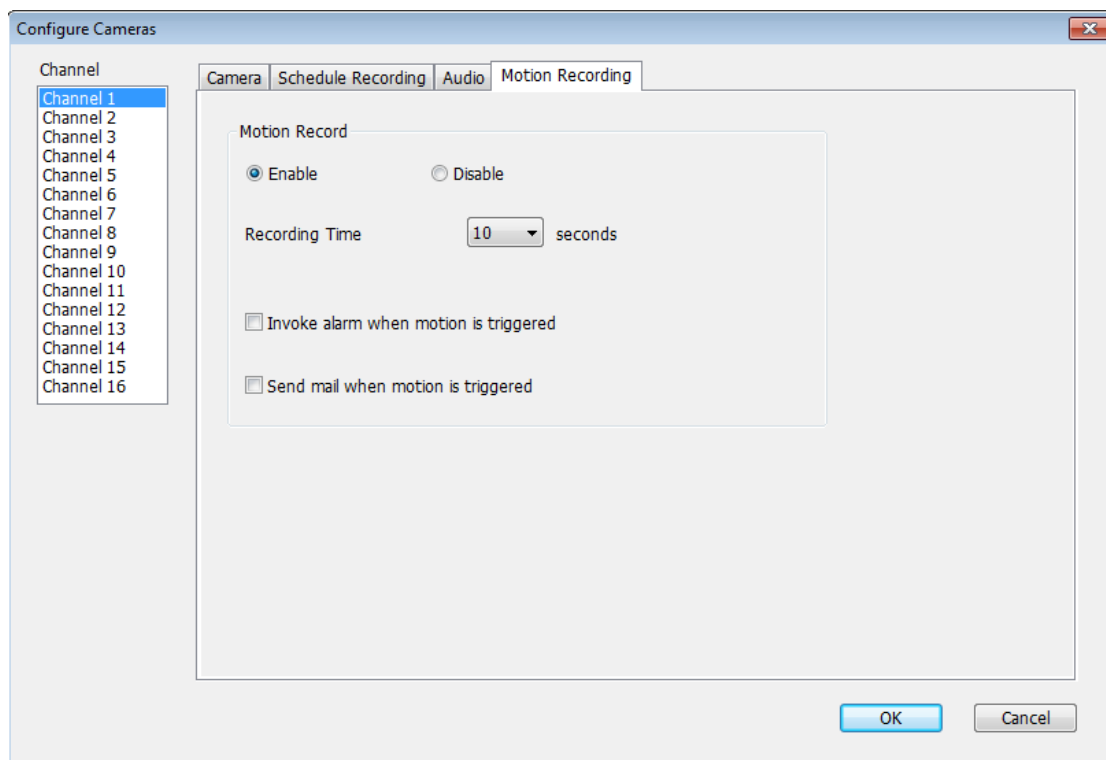 Configure Cameras
Channel
Channel 1
Channel 2
Channel 3
Channel 4
Channel 5
Channel 6
Channel 7
Channel 8
Channel 9
Channel 10
Channel 11
Channel 12
Channel 13
Channel 14
Channel 15
Channel 16
Camera Schedule Recording Audio Motion Recording
Motion Record
Enable Disable
Recording Time 10 seconds
Invoke alarm when motion is triggered
Send mail when motion is triggered
OK Cancel